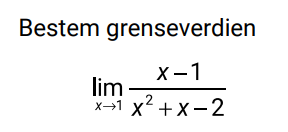 Bestem grenseverdien
lim x→1 (x − 1)/(x² + x − 2)